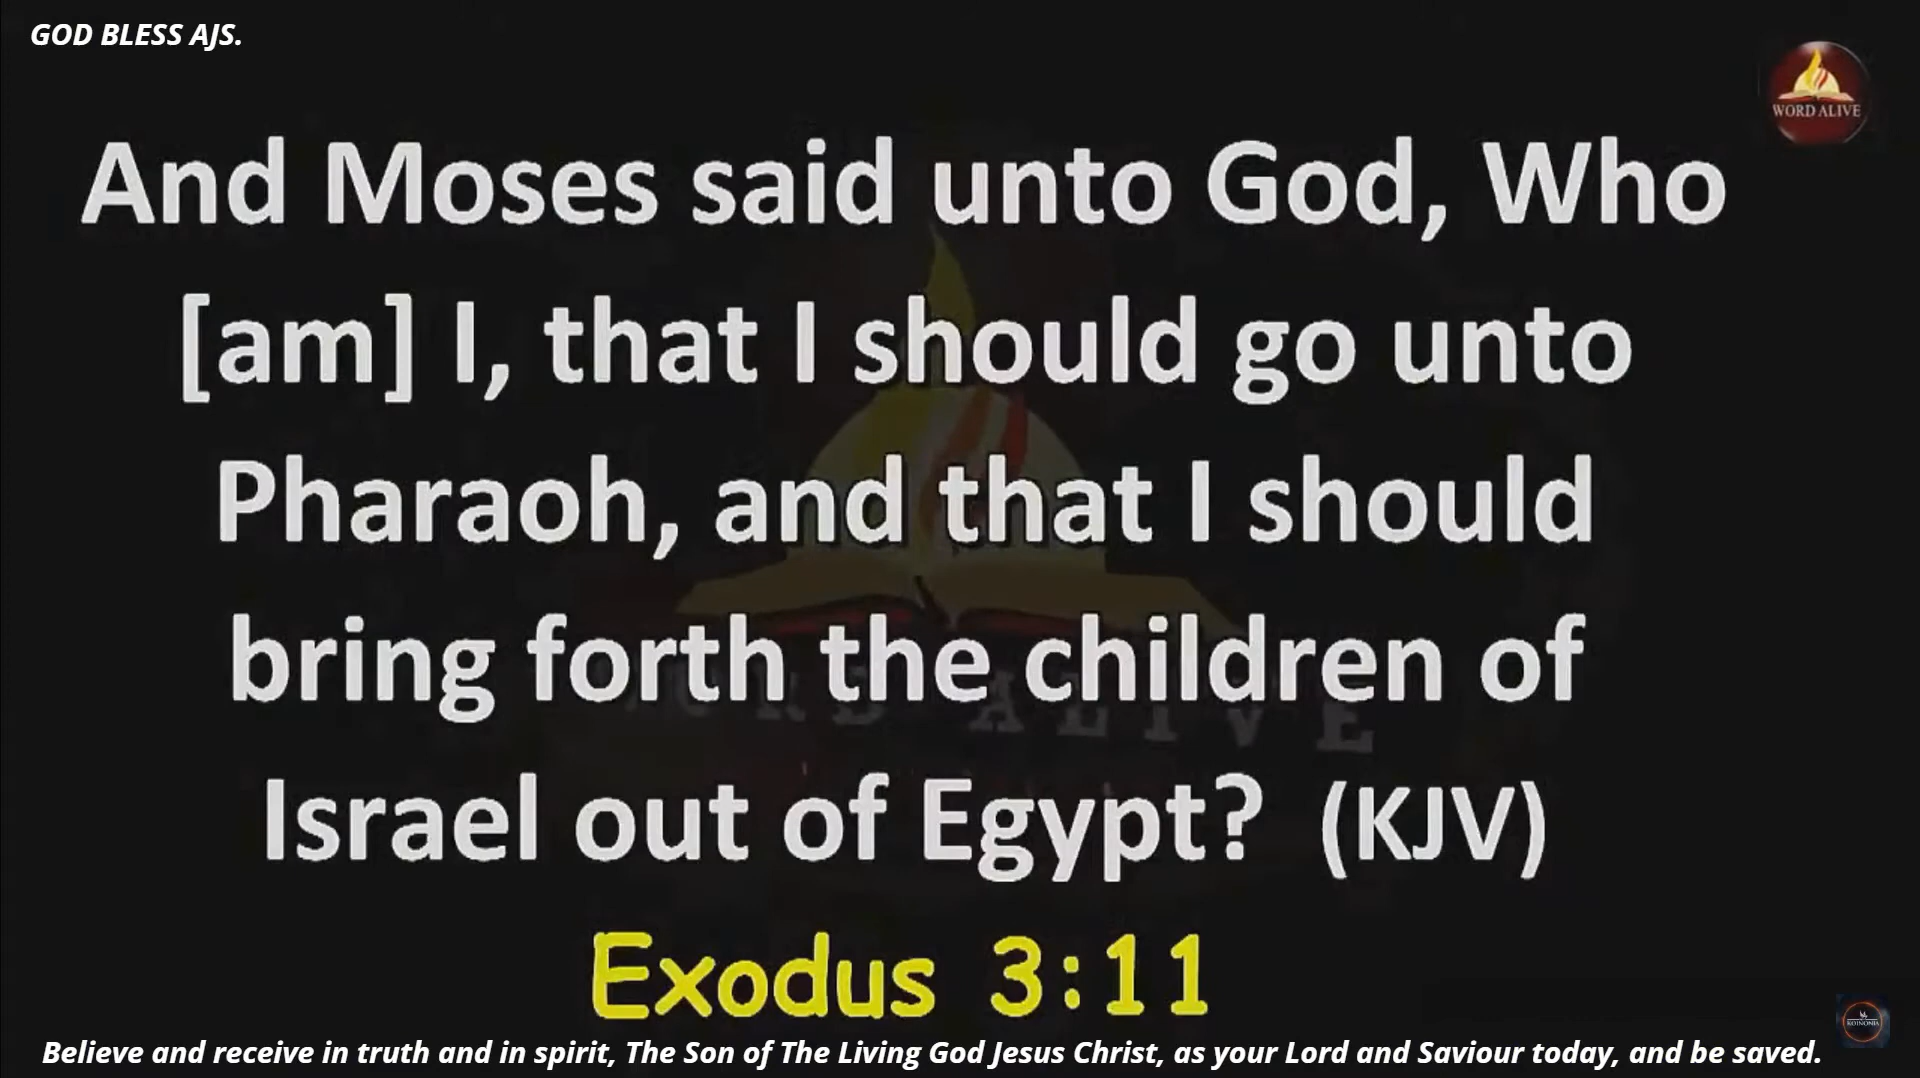 GOD BLESS AJS.
WORD ALIVE
And Moses said unto God, Who
[am] I, that I should go unto
Pharaoh, and that I should
bring forth the children of
WORD ALIVE
Israel out of Egypt? (KJV)
Exodus 3:11
KOINONIA
Believe and receive in truth and in spirit, The Son of The Living God Jesus Christ, as your Lord and Saviour today, and be saved.